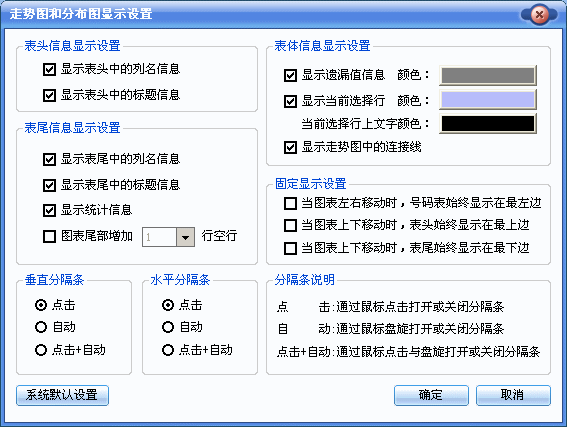 走势图和分布图显示设置
表头信息显示设置
显示表头中的列名信息
显示表头中的标题信息
表体信息显示设置
显示遗漏值信息 颜色：
显示当前选择行 颜色：
当前选择行上文字颜色：
显示走势图中的连接线
表尾信息显示设置
显示表尾中的列名信息
显示表尾中的标题信息
显示统计信息
图表尾部增加 1 行空行
固定显示设置
当图表左右移动时，号码表始终显示在最左边
当图表上下移动时，表头始终显示在最上边
当图表上下移动时，表尾始终显示在最下边
垂直分隔条
点击
自动
点击+自动
水平分隔条
点击
自动
点击+自动
分隔条说明
点 击:通过鼠标点击打开或关闭分隔条
自 动:通过鼠标盘旋打开或关闭分隔条
点击+自动:通过鼠标点击与盘旋打开或关闭分隔条
系统默认设置
确定
取消